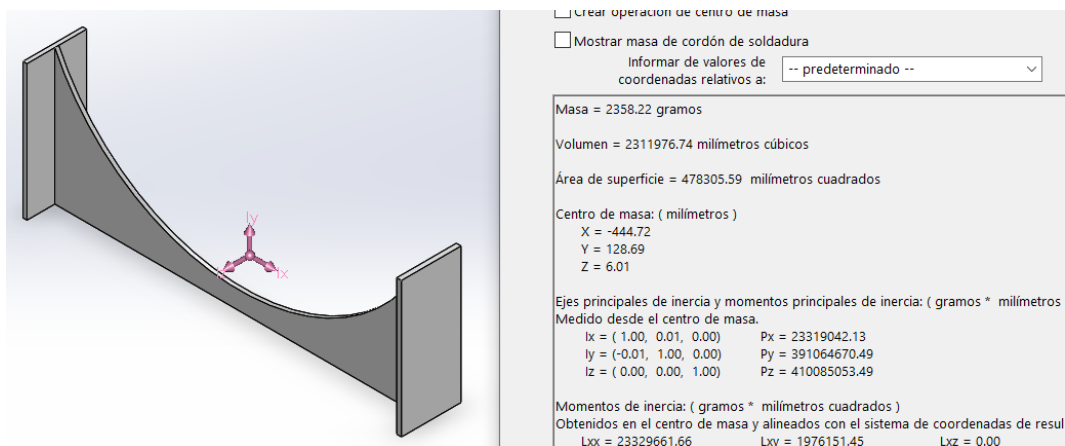 Crear operación de centro de masa
Mostrar masa de cordón de soldadura
Informar de valores de
coordenadas relativos a:
-- predeterminado --
Masa = 2358.22 gramos
Volumen = 2311976.74 milímetros cúbicos
Área de superficie = 478305.59 milímetros cuadrados
Centro de masa: ( milímetros )
X = -444.72
Y = 128.69
Z = 6.01
Ejes principales de inercia y momentos principales de inercia: ( gramos * milímetros
Medido desde el centro de masa.
Ix = ( 1.00, 0.01, 0.00) Px = 23319042.13
Iy = (-0.01, 1.00, 0.00) Py = 391064670.49
Iz = ( 0.00, 0.00, 1.00) Pz = 410085053.49
Momentos de inercia: ( gramos * milímetros cuadrados )
Obtenidos en el centro de masa y alineados con el sistema de coordenadas de resul
Lxx = 23329661.66 Lxy = 1976151.45 Lxz = 0.00
Iy
Ix